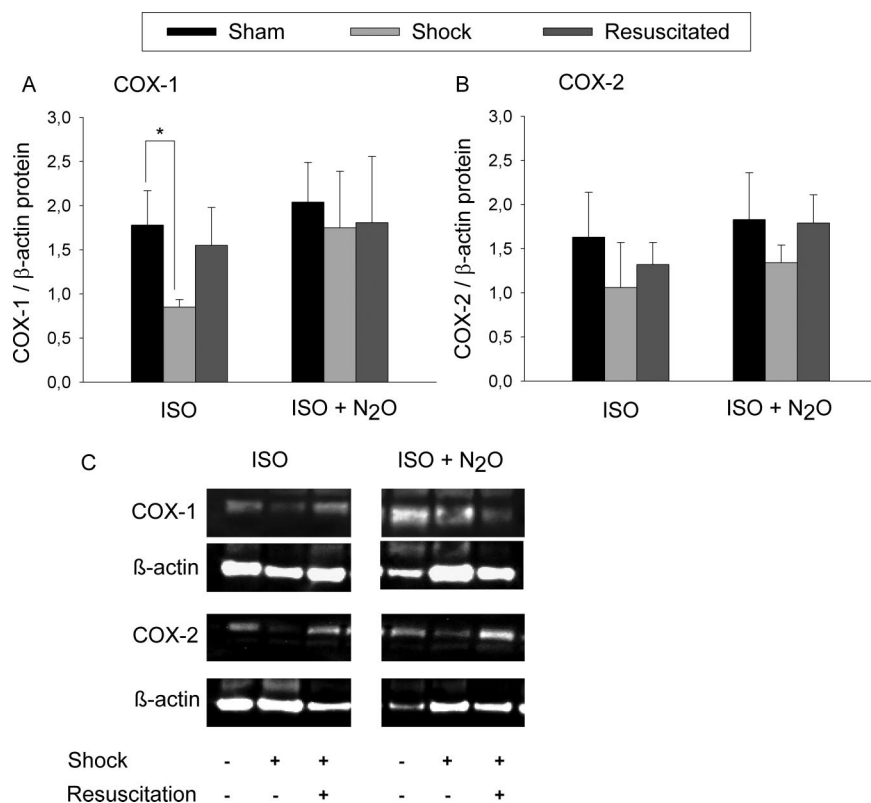 Sham Shock Resuscitated
A COX-1
B COX-2
3,0
2,5
2,0
1,5
1,0
0,5
0,0
COX-1 / β-actin protein
*
ISO ISO + N2O
3,0
2,5
2,0
1,5
1,0
0,5
0,0
COX-2 / β-actin protein
ISO ISO + N2O
C ISO ISO + N2O
COX-1
ß-actin
COX-2
ß-actin
Shock - + + - + +
Resuscitation - - + - - +